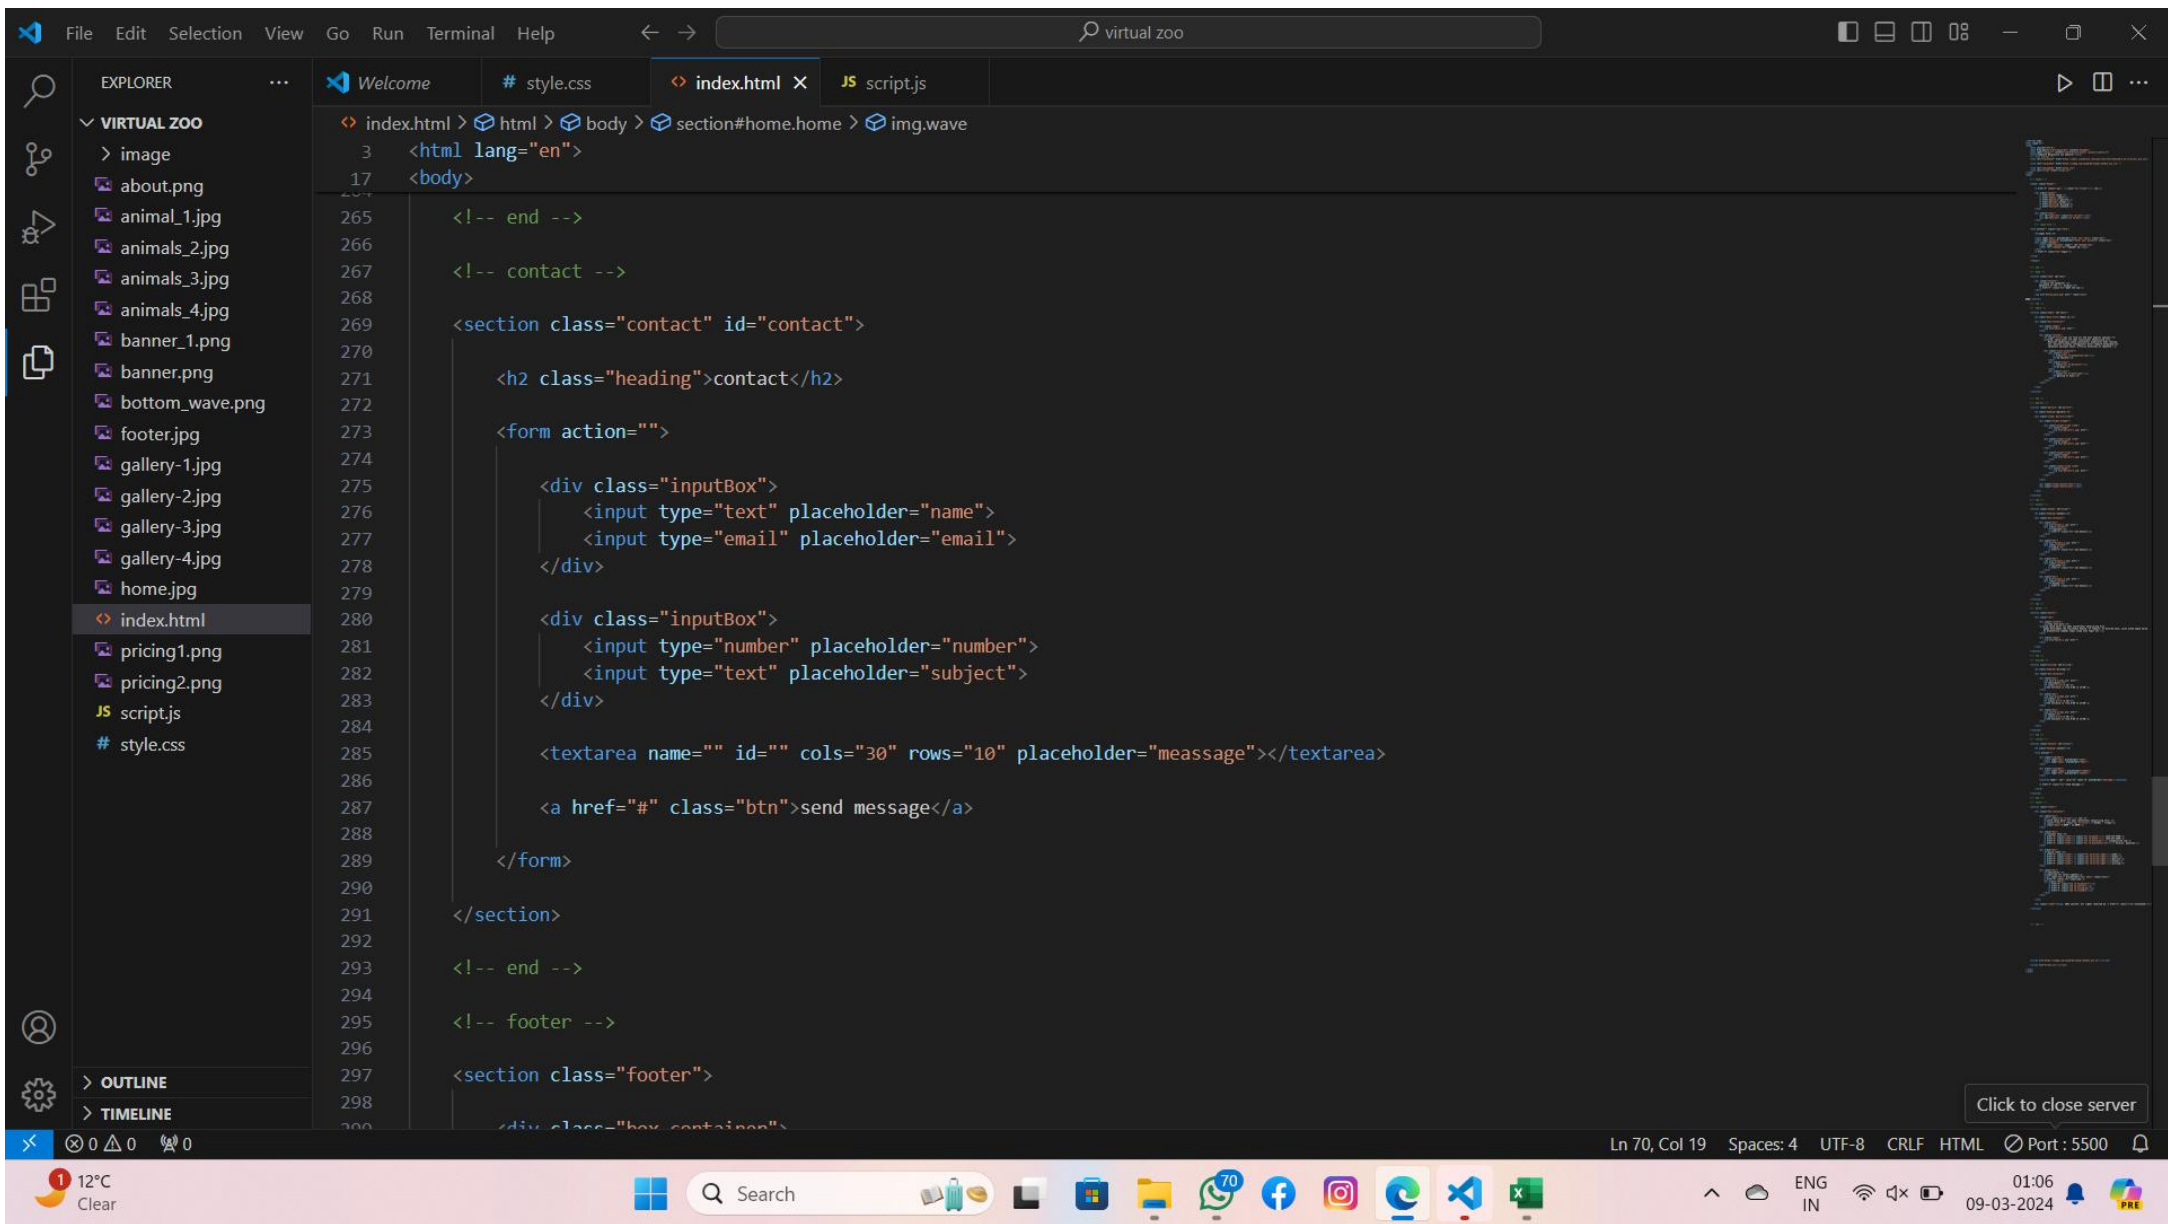 File Edit Selection View Go Run Terminal Help
virtual zoo
EXPLORER
Welcome
# style.css
<> index.html
JS script.js
VIRTUAL ZOO
image
about.png
animal_1.jpg
animals_2.jpg
animals_3.jpg
animals_4.jpg
banner_1.png
banner.png
bottom_wave.png
footer.jpg
gallery-1.jpg
gallery-2.jpg
gallery-3.jpg
gallery-4.jpg
home.jpg
<> index.html
pricing1.png
pricing2.png
JS script.js
# style.css
OUTLINE
TIMELINE
<> index.html > html > body > section#home.home > img.wave
3 <html lang="en">
17 <body>
265 <!-- end -->
266
267 <!-- contact -->
268
269 <section class="contact" id="contact">
270
271 <h2 class="heading">contact</h2>
272
273 <form action="">
274
275 <div class="inputBox">
276 <input type="text" placeholder="name">
277 <input type="email" placeholder="email">
278 </div>
279
280 <div class="inputBox">
281 <input type="number" placeholder="number">
282 <input type="text" placeholder="subject">
283 </div>
284
285 <textarea name="" id="" cols="30" rows="10" placeholder="meassage"></textarea>
286
287 <a href="#" class="btn">send message</a>
288
289 </form>
290
291 </section>
292
293 <!-- end -->
294
295 <!-- footer -->
296
297 <section class="footer">
298
<div class="box-container">
Click to close server
0 0 0
Ln 70, Col 19 Spaces: 4 UTF-8 CRLF HTML Port : 5500
1
12°C
Clear
Search
70
ENG
IN
01:06
09-03-2024
PRE